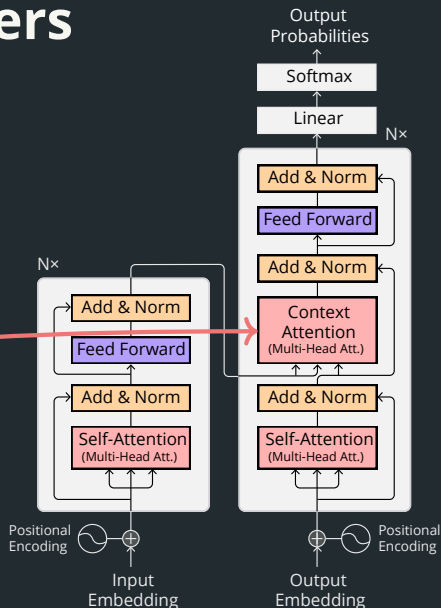 ers
Output
Probabilities
Softmax
Linear
N×
Add & Norm
Feed Forward
Add & Norm
Context
Attention
(Multi-Head Att.)
Add & Norm
Self-Attention
(Multi-Head Att.)
Positional
Encoding
Output
Embedding
N×
Add & Norm
Feed Forward
Add & Norm
Self-Attention
(Multi-Head Att.)
Positional
Encoding
Input
Embedding